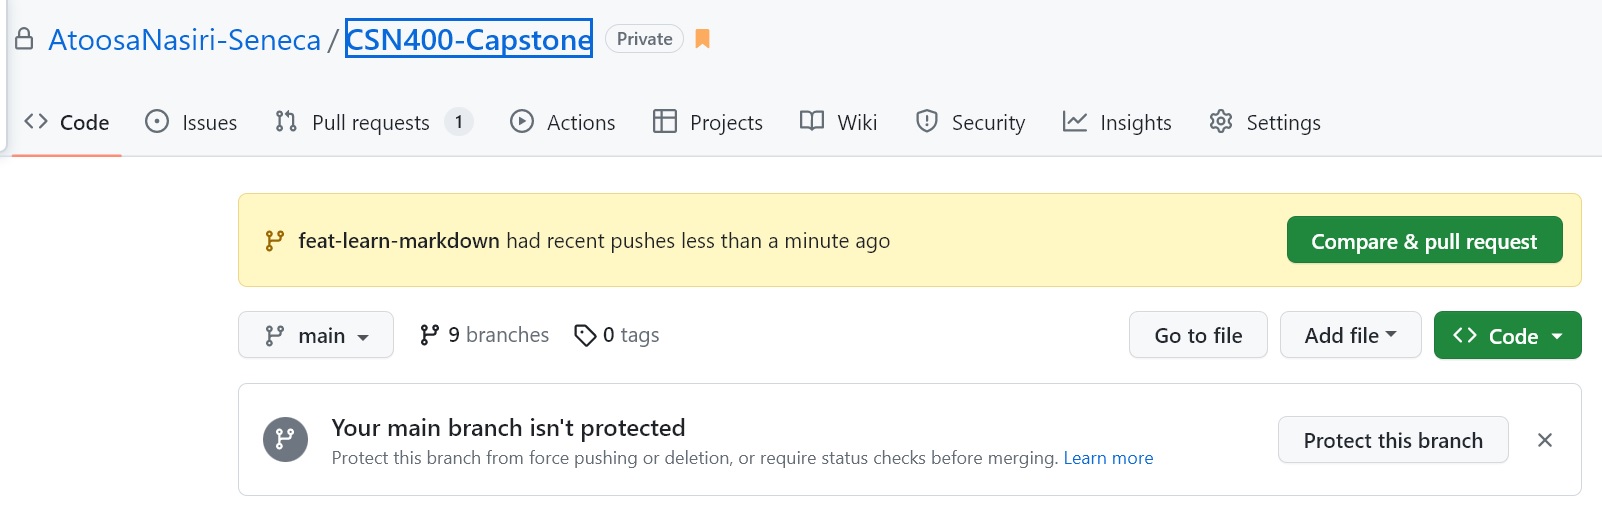 AtoosaNasiri-Seneca / CSN400-Capstone Private
Code Issues Pull requests 1 Actions Projects Wiki Security Insights Settings
feat-learn-markdown had recent pushes less than a minute ago Compare & pull request
main 9 branches 0 tags Go to file Add file Code
Your main branch isn't protected
Protect this branch from force pushing or deletion, or require status checks before merging. Learn more
Protect this branch